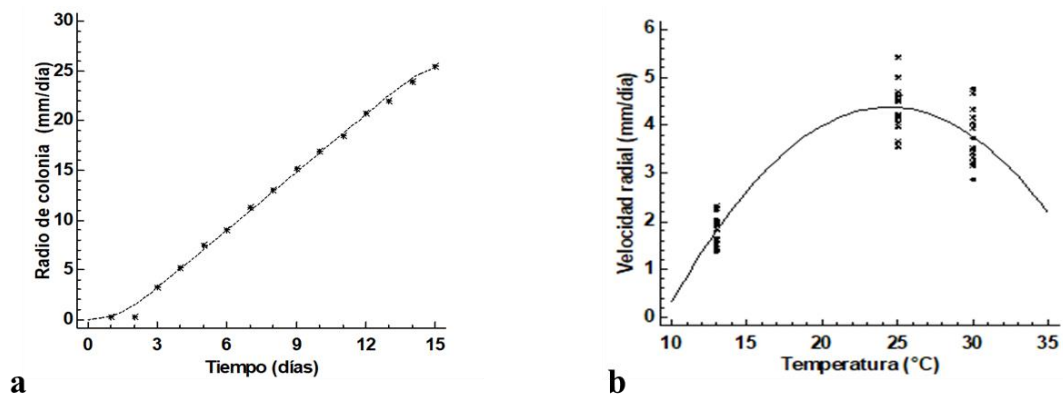 Radio de colonia (mm/día)
30
25
20
15
10
5
0
0 3 6 9 12 15
Tiempo (días)
a
Velocidad radial (mm/día)
6
5
4
3
2
1
0
10 15 20 25 30 35
Temperatura (°C)
b